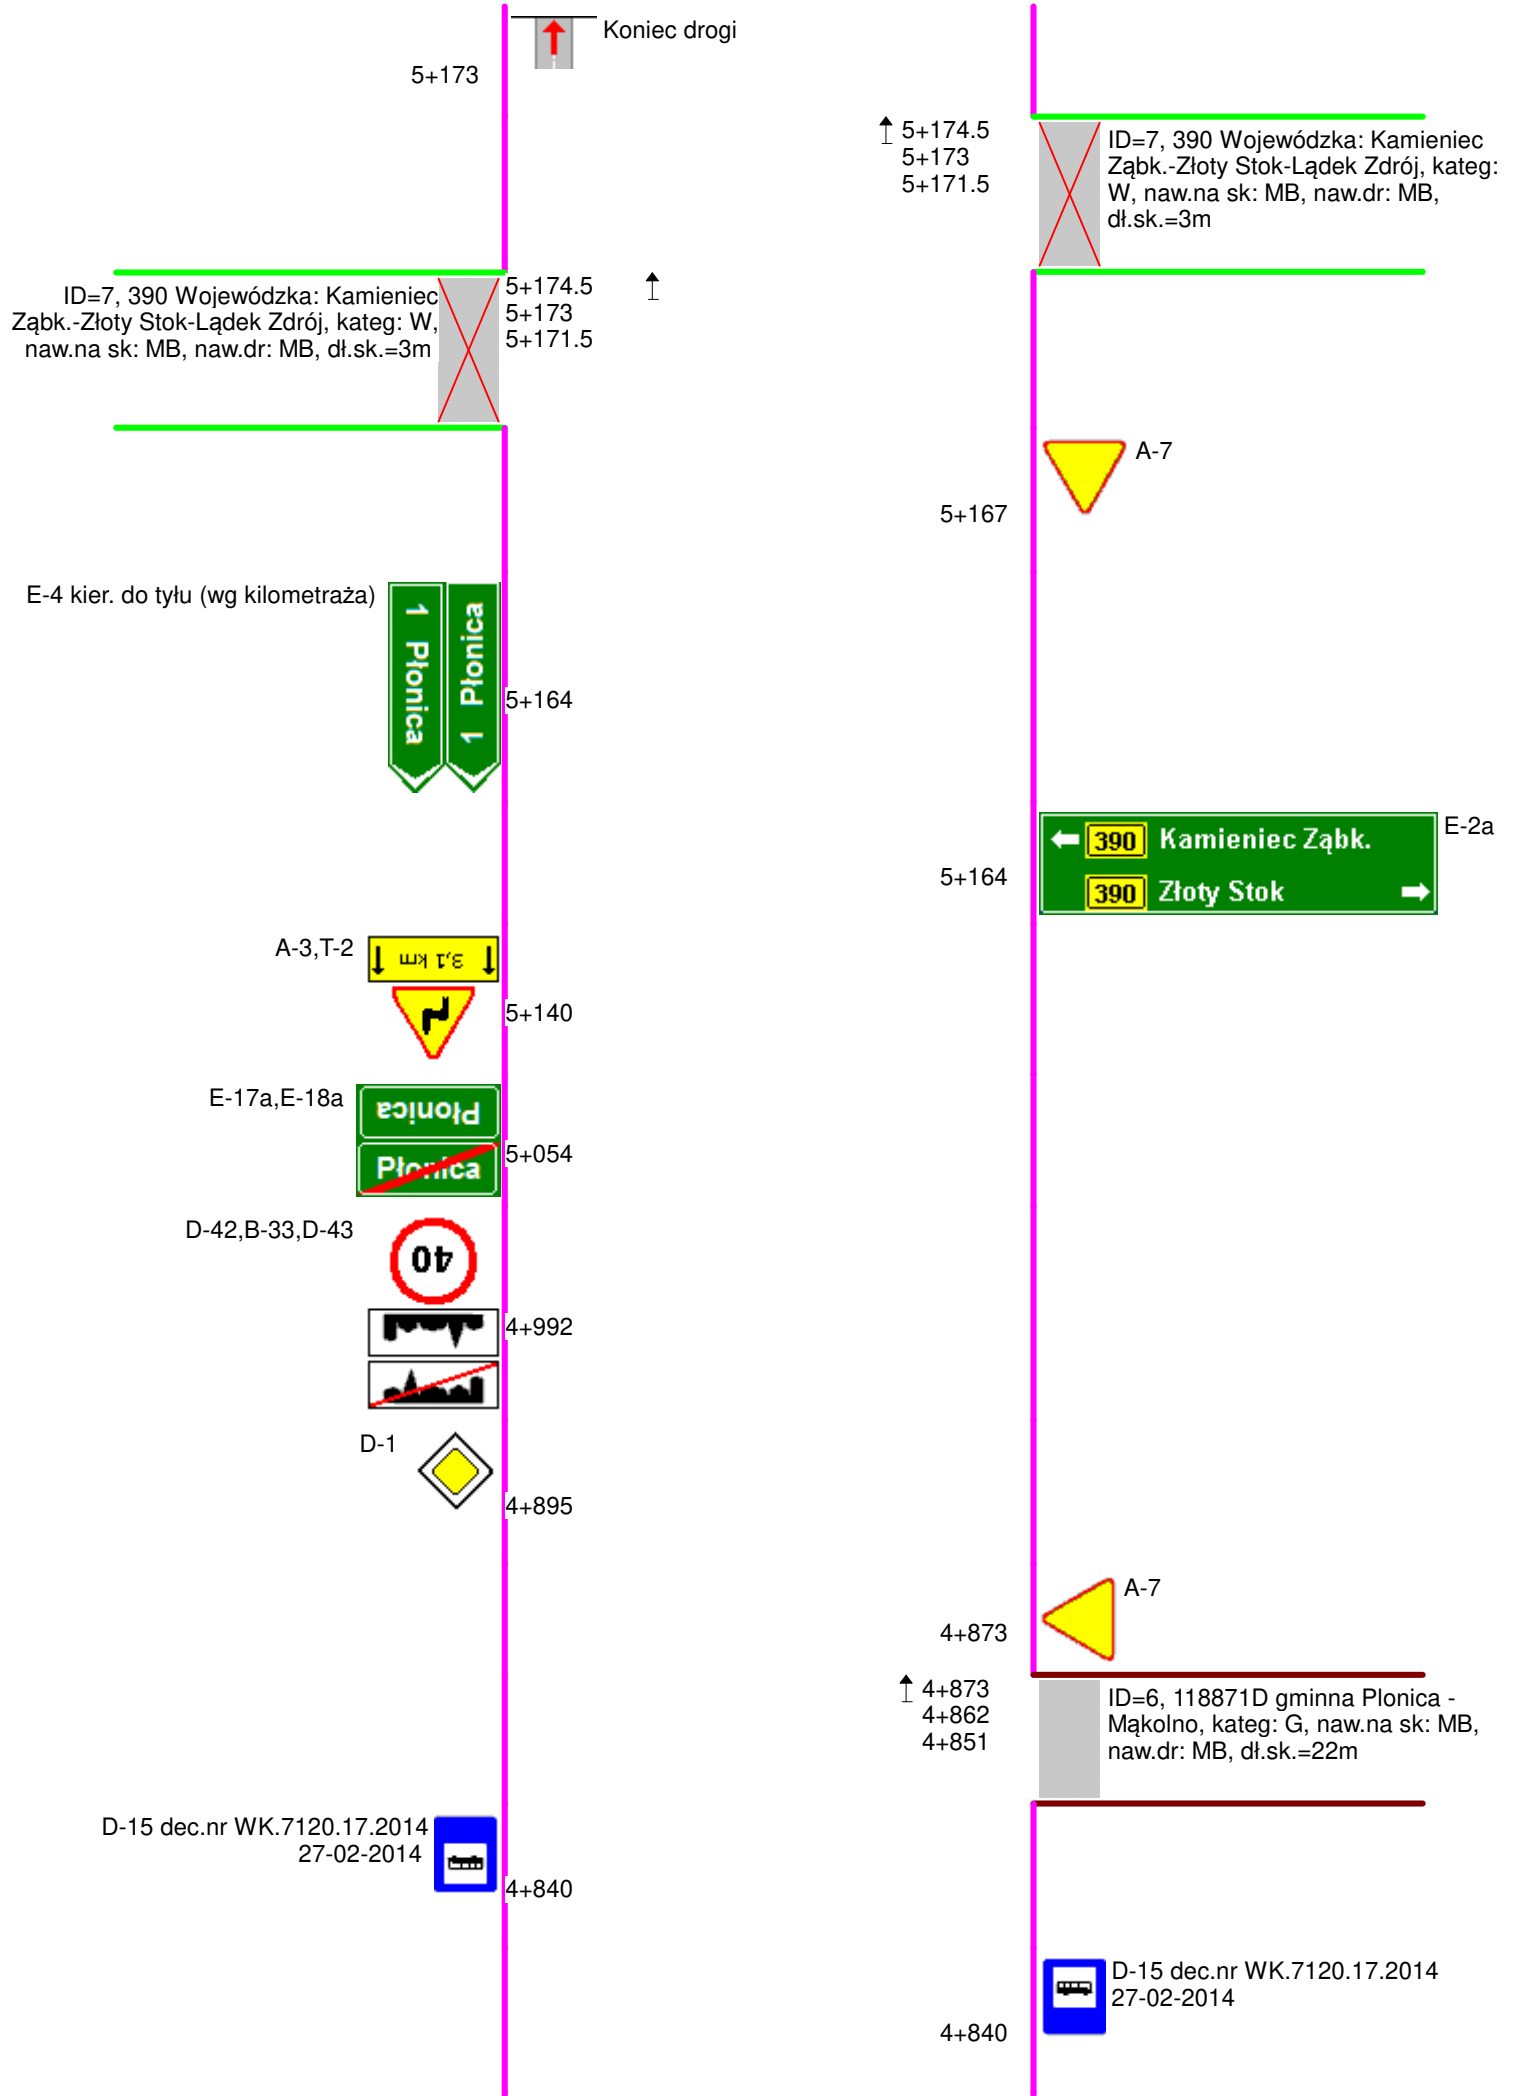 Koniec drogi
5+173
5+174.5
5+173
5+171.5
ID=7, 390 Wojewódzka: Kamieniec
Ząbk.-Złoty Stok-Lądek Zdrój, kateg:
W, naw.na sk: MB, naw.dr: MB,
dł.sk.=3m
ID=7, 390 Wojewódzka: Kamieniec
Ząbk.-Złoty Stok-Lądek Zdrój, kateg: W,
naw.na sk: MB, naw.dr: MB, dł.sk.=3m
5+174.5
5+173
5+171.5
A-7
5+167
E-4 kier. do tyłu (wg kilometraża)
1 Płonica
1 Płonica
5+164
390 Kamieniec Ząbk.
390 Złoty Stok
E-2a
5+164
A-3,T-2
3,1 km
5+140
E-17a,E-18a
Płonica
Płonica
5+054
D-42,B-33,D-43
40
4+992
D-1
4+895
A-7
4+873
4+873
4+862
4+851
ID=6, 118871D gminna Plonica -
Mąkolno, kateg: G, naw.na sk: MB,
naw.dr: MB, dł.sk.=22m
D-15 dec.nr WK.7120.17.2014
27-02-2014
4+840
D-15 dec.nr WK.7120.17.2014
27-02-2014
4+840